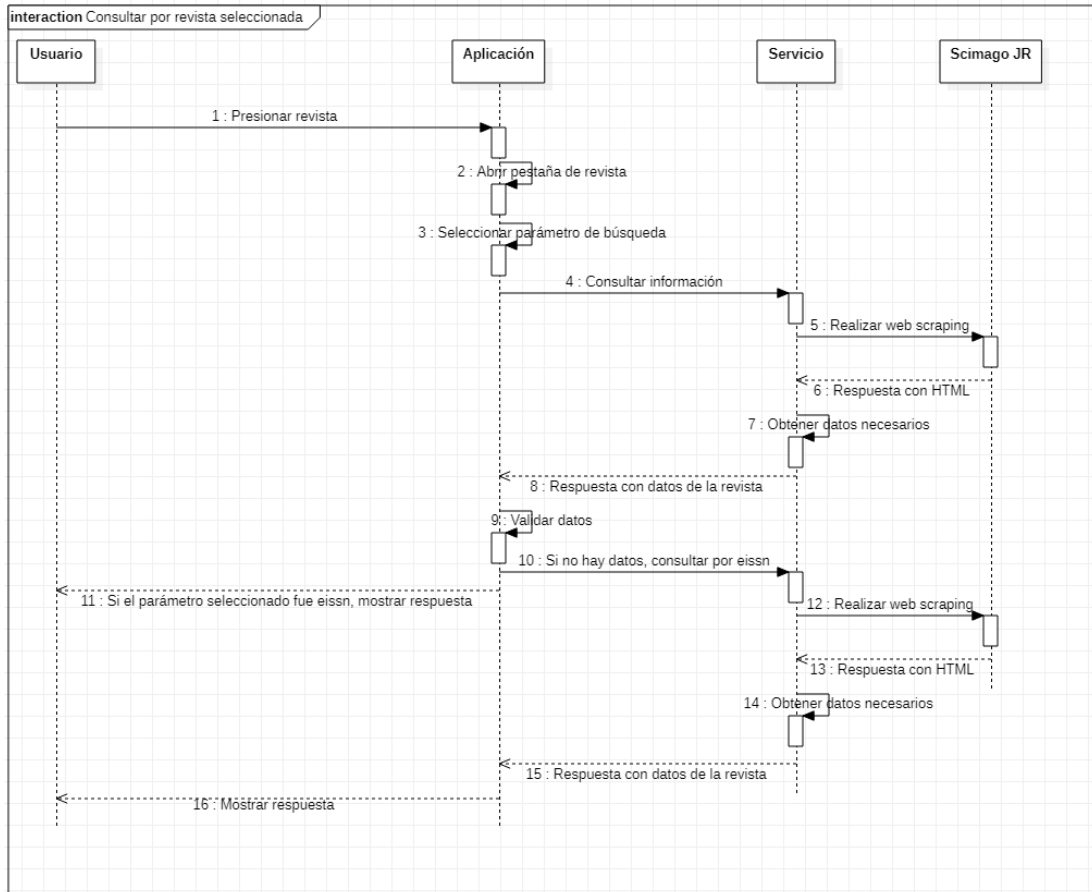 interaction Consultar por revista seleccionada
Usuario
Aplicación
Servicio
Scimago JR
1 : Presionar revista
2 : Abrir pestaña de revista
3 : Seleccionar parámetro de búsqueda
4 : Consultar información
5 : Realizar web scraping
6 : Respuesta con HTML
7 : Obtener datos necesarios
8 : Respuesta con datos de la revista
9 : Validar datos
10 : Si no hay datos, consultar por eissn
11 : Si el parámetro seleccionado fue eissn, mostrar respuesta
12 : Realizar web scraping
13 : Respuesta con HTML
14 : Obtener datos necesarios
15 : Respuesta con datos de la revista
16 : Mostrar respuesta